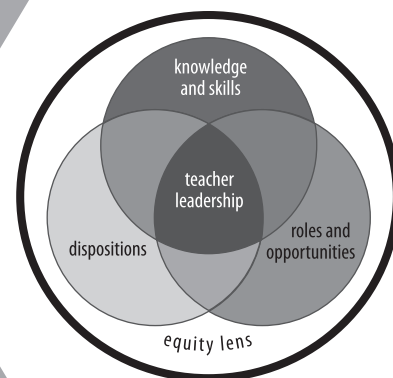 knowledge
and skills
teacher
leadership
dispositions
roles and
opportunities
equity lens